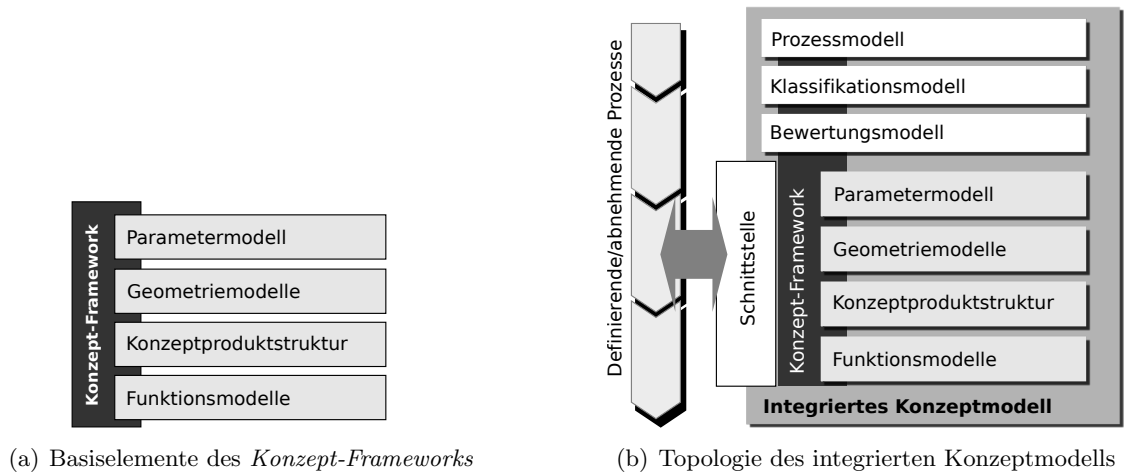 Konzept-Framework
Parametermodell
Geometriemodelle
Konzeptproduktstruktur
Funktionsmodelle
(a) Basiselemente des Konzept-Frameworks
Definierende/abnehmende Prozesse
Prozessmodell
Klassifikationsmodell
Bewertungsmodell
Schnittstelle
Konzept-Framework
Parametermodell
Geometriemodelle
Konzeptproduktstruktur
Funktionsmodelle
Integriertes Konzeptmodell
(b) Topologie des integrierten Konzeptmodells